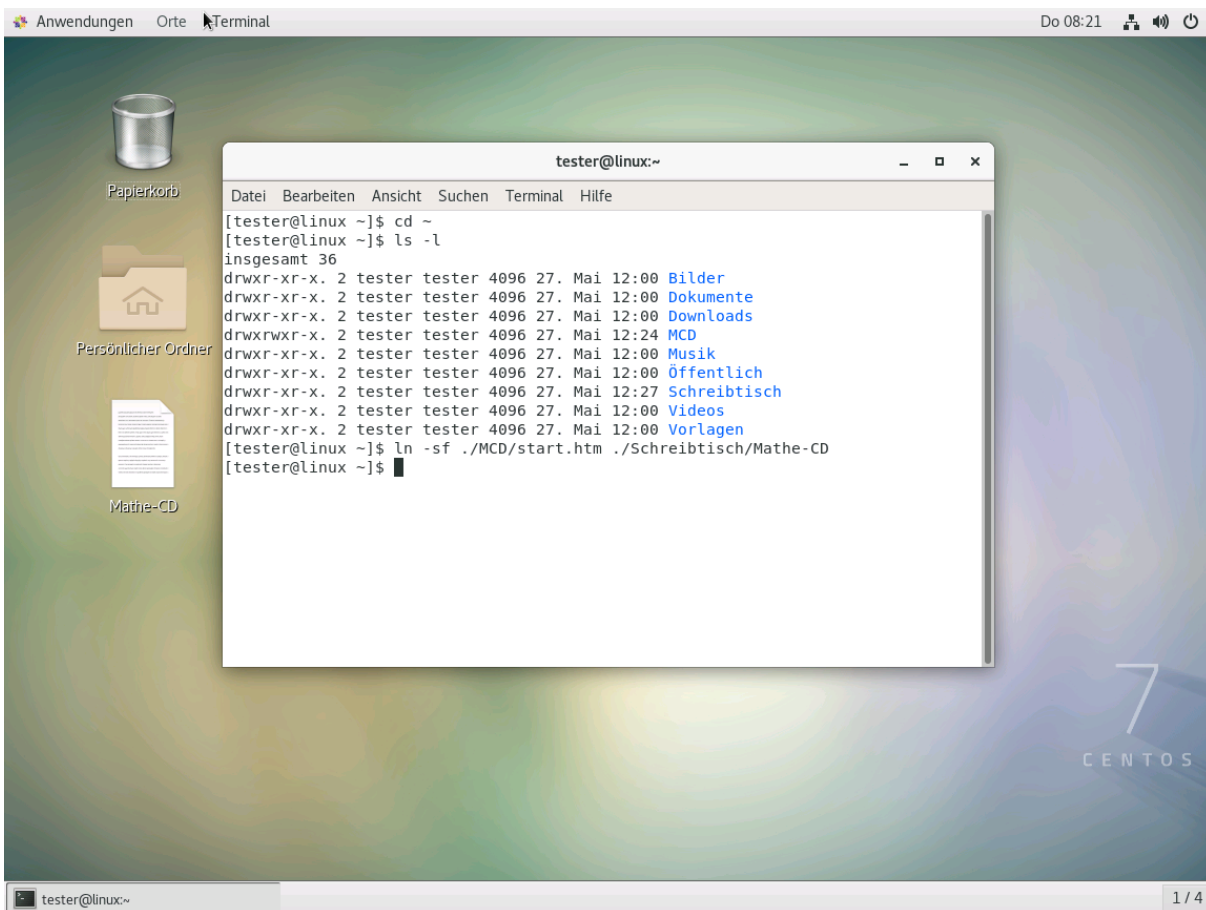 Anwendungen Orte Terminal Do 08:21
Papierkorb
Persönlicher Ordner
Mathe-CD
tester@linux:~
Datei Bearbeiten Ansicht Suchen Terminal Hilfe
[tester@linux ~]$ cd ~
[tester@linux ~]$ ls -l
insgesamt 36
drwxr-xr-x. 2 tester tester 4096 27. Mai 12:00 Bilder
drwxr-xr-x. 2 tester tester 4096 27. Mai 12:00 Dokumente
drwxr-xr-x. 2 tester tester 4096 27. Mai 12:00 Downloads
drwxrwxr-x. 2 tester tester 4096 27. Mai 12:24 MCD
drwxr-xr-x. 2 tester tester 4096 27. Mai 12:00 Musik
drwxr-xr-x. 2 tester tester 4096 27. Mai 12:00 Öffentlich
drwxr-xr-x. 2 tester tester 4096 27. Mai 12:27 Schreibtisch
drwxr-xr-x. 2 tester tester 4096 27. Mai 12:00 Videos
drwxr-xr-x. 2 tester tester 4096 27. Mai 12:00 Vorlagen
[tester@linux ~]$ ln -sf ./MCD/start.htm ./Schreibtisch/Mathe-CD
[tester@linux ~]$
7
CENTOS
tester@linux:~ 1 / 4